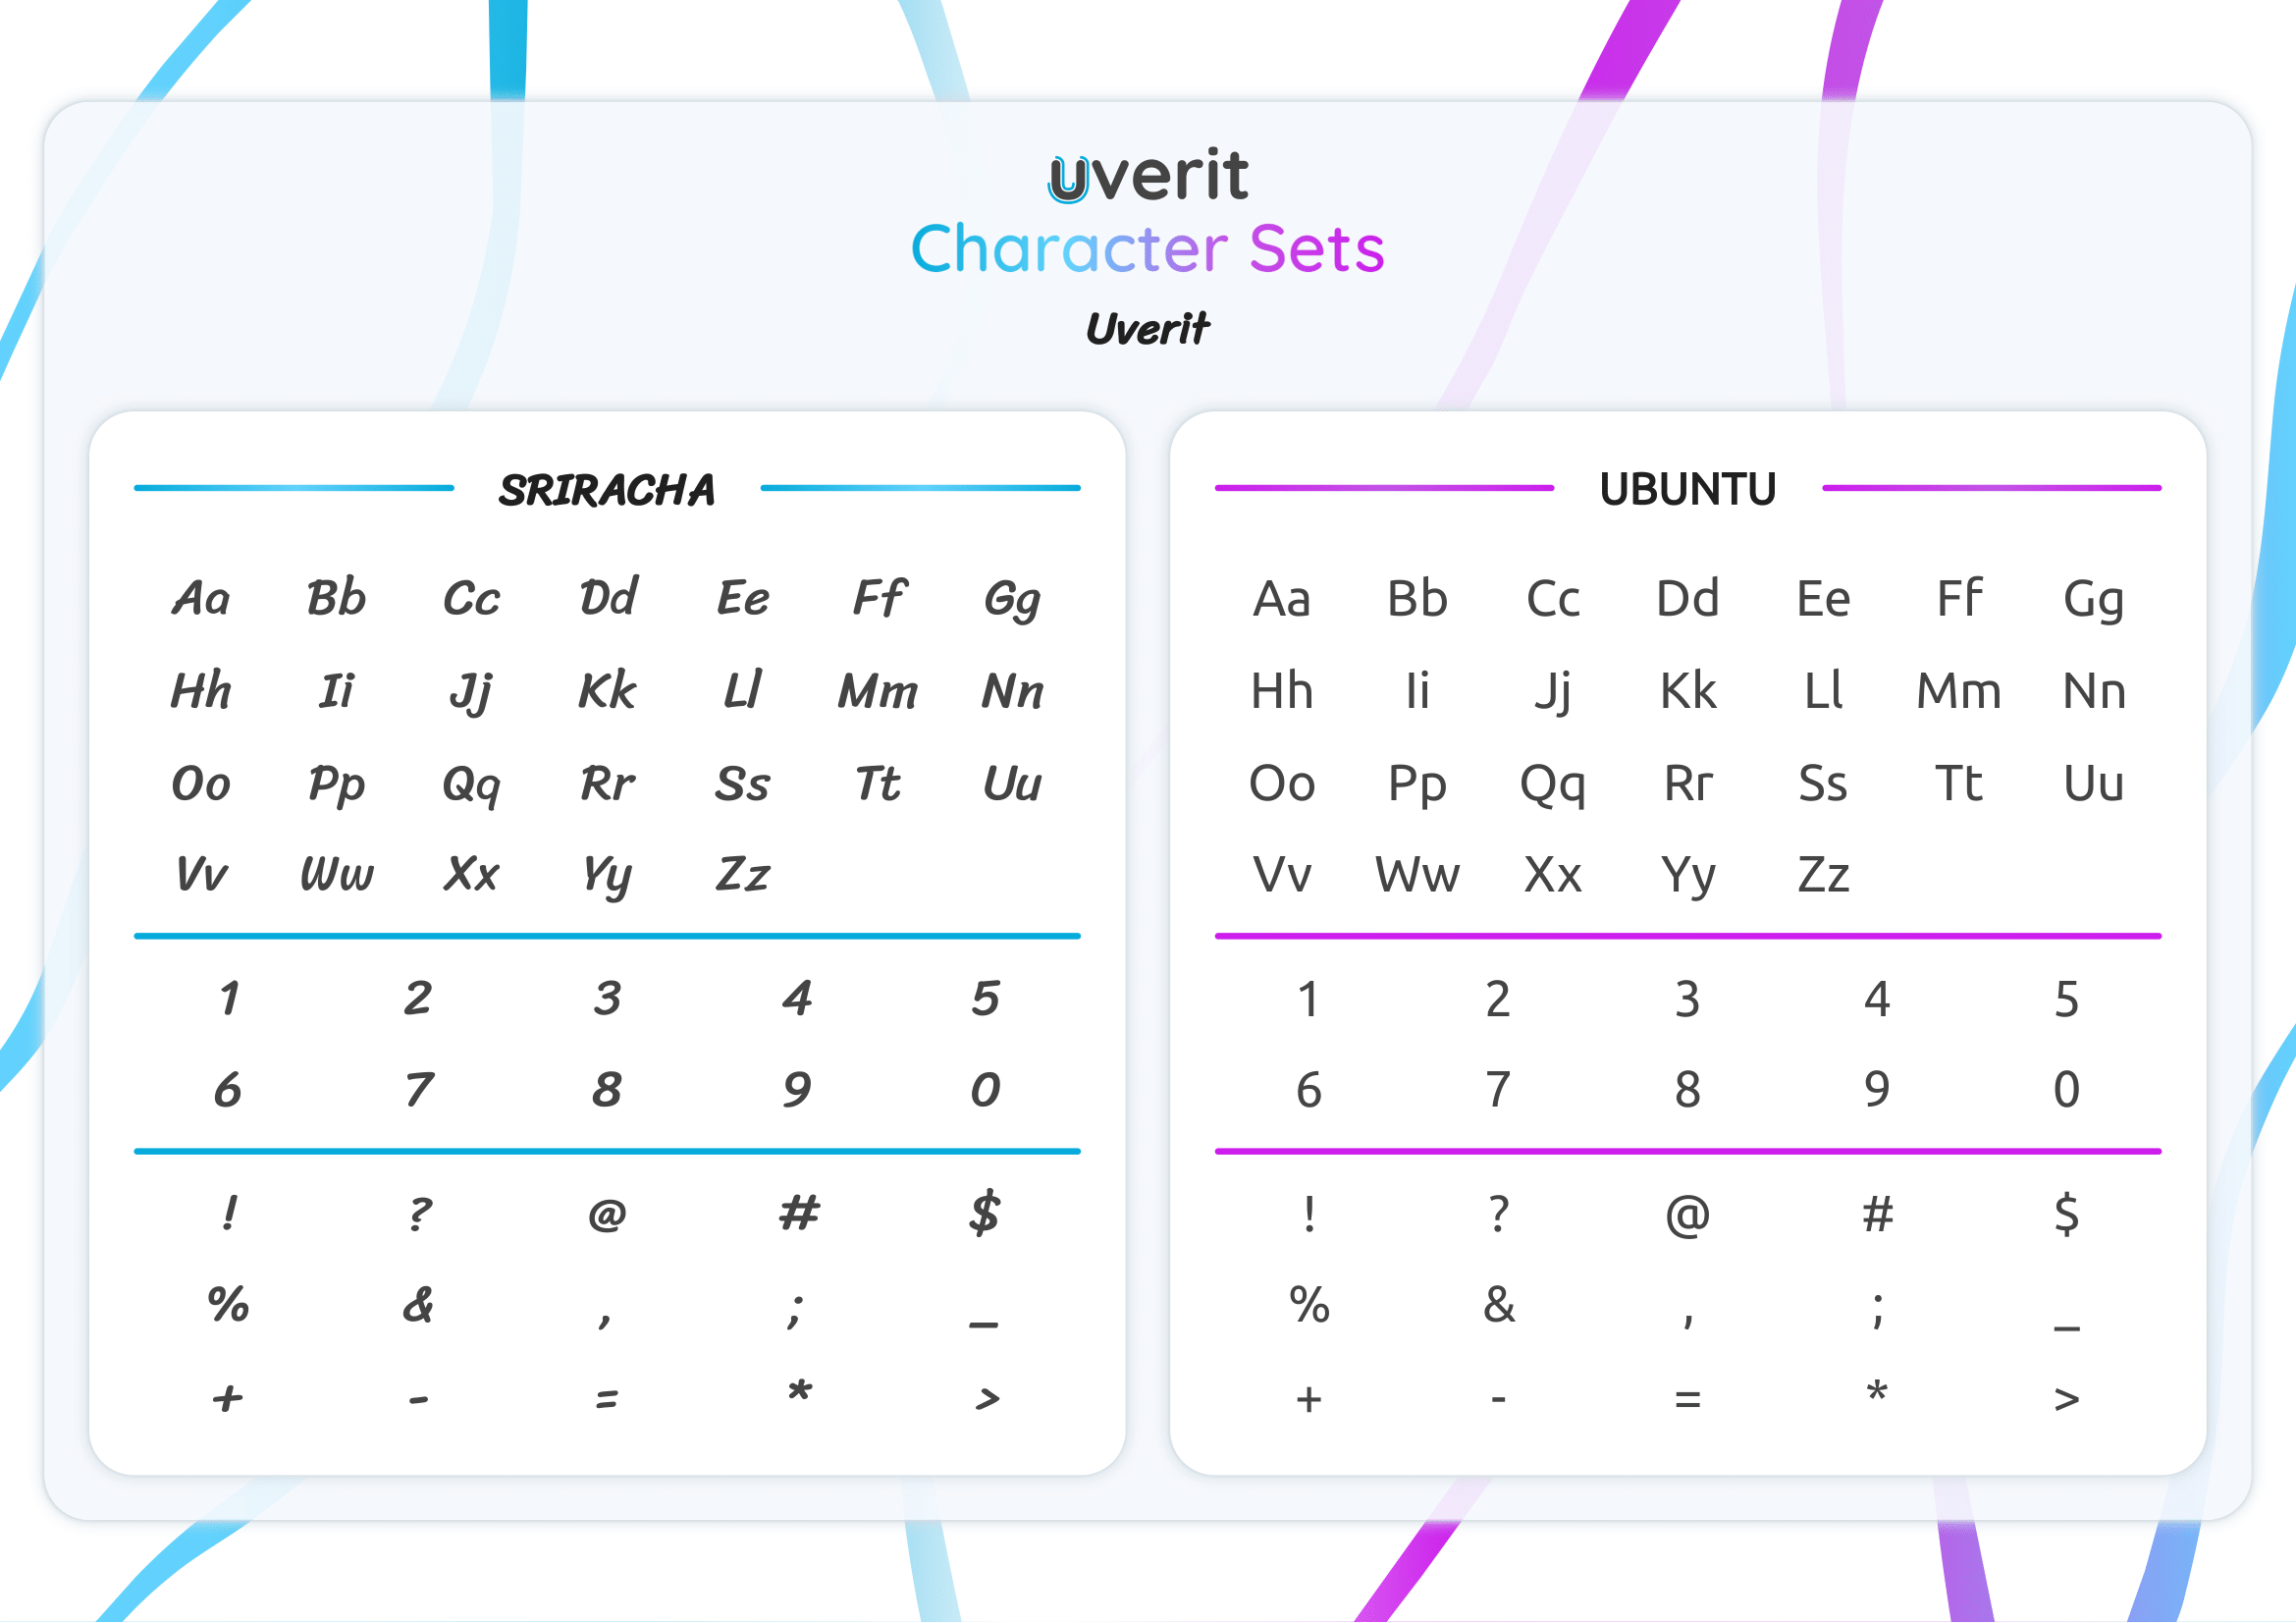 uverit
Character Sets
Uverit
SRIRACHA
Aa Bb Cc Dd Ee Ff Gg
Hh Ii Jj Kk Ll Mm Nn
Oo Pp Qq Rr Ss Tt Uu
Vv Ww Xx Yy Zz
1 2 3 4 5
6 7 8 9 0
! ? @ # $
% & , ; _
+ - = * >
UBUNTU
Aa Bb Cc Dd Ee Ff Gg
Hh Ii Jj Kk Ll Mm Nn
Oo Pp Qq Rr Ss Tt Uu
Vv Ww Xx Yy Zz
1 2 3 4 5
6 7 8 9 0
! ? @ # $
% & , ; _
+ - = * >